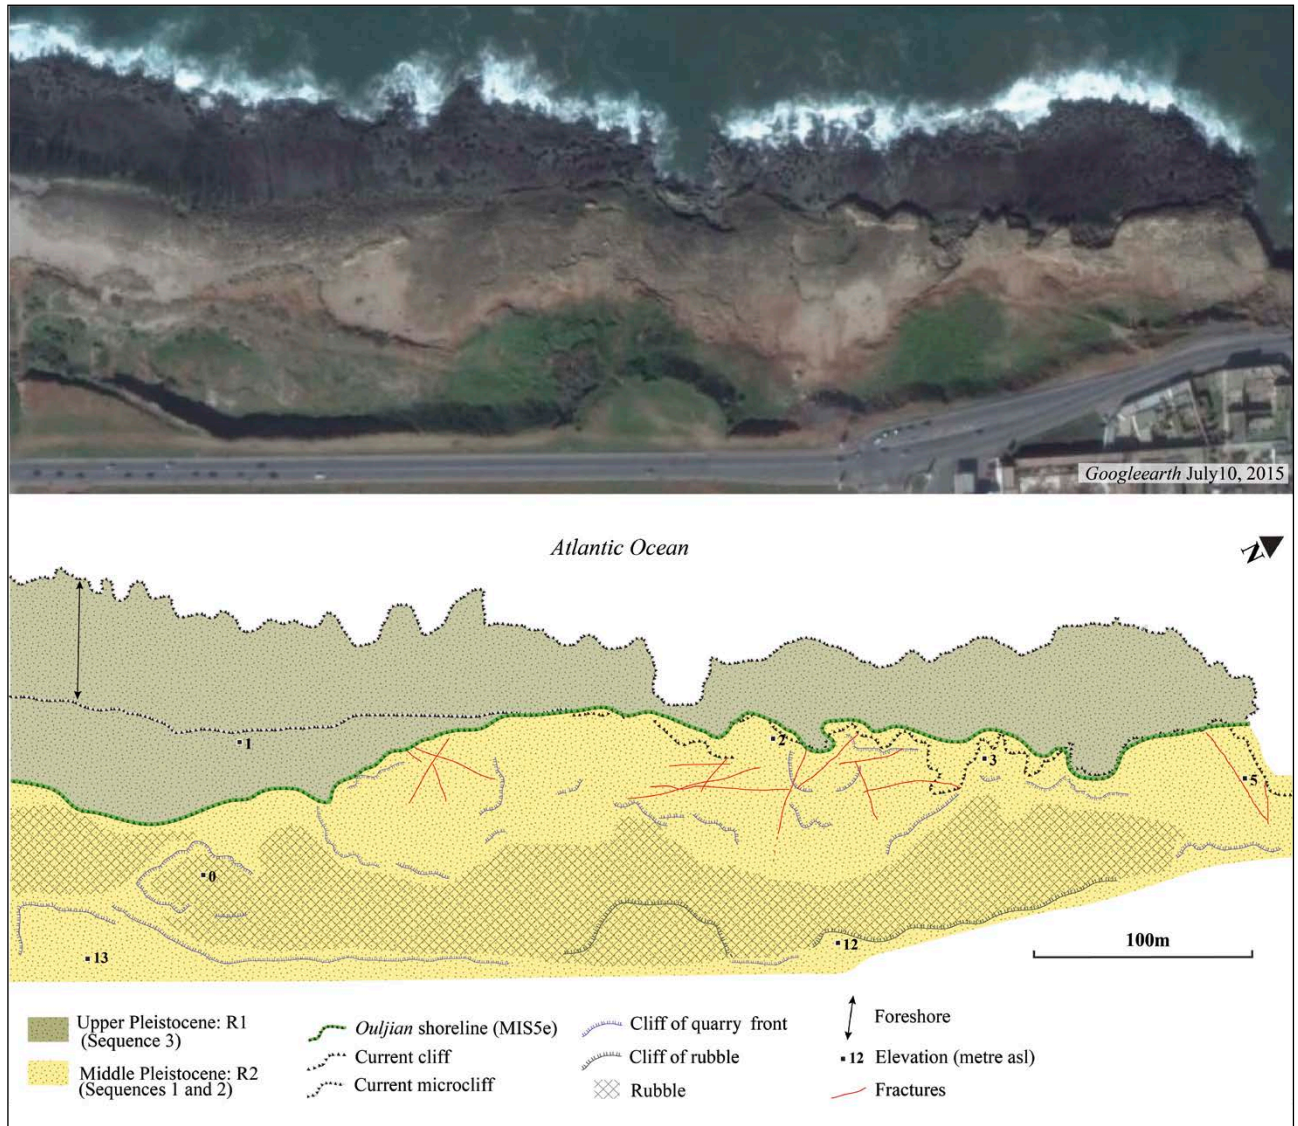 Googleearth July10, 2015
Atlantic Ocean
N
1
2
3
5
0
13
12
100m
Upper Pleistocene: R1
(Sequence 3)
Middle Pleistocene: R2
(Sequences 1 and 2)
Ouljian shoreline (MIS5e)
Current cliff
Current microcliff
Cliff of quarry front
Cliff of rubble
Rubble
Foreshore
12 Elevation (metre asl)
Fractures